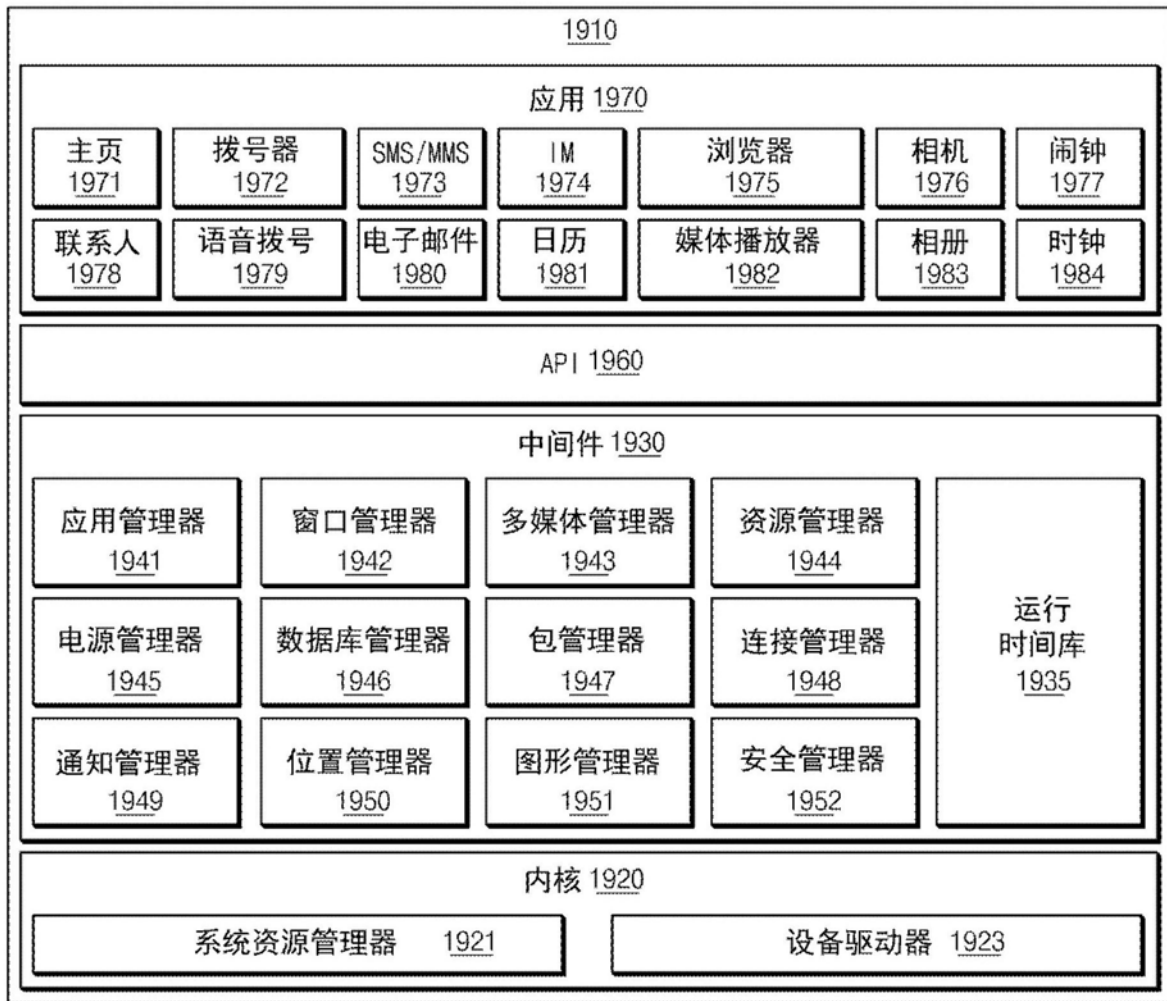 1910
应用 1970
主页 拨号器 SMS/MMS IM 浏览器 相机 闹钟
1971 1972 1973 1974 1975 1976 1977
联系人 语音拨号 电子邮件 日历 媒体播放器 相册 时钟
1978 1979 1980 1981 1982 1983 1984
API 1960
中间件 1930
应用管理器 窗口管理器 多媒体管理器 资源管理器
1941 1942 1943 1944
电源管理器 数据库管理器 包管理器 连接管理器
1945 1946 1947 1948
通知管理器 位置管理器 图形管理器 安全管理器
1949 1950 1951 1952
运行
时间库
1935
内核 1920
系统资源管理器 1921 设备驱动器 1923